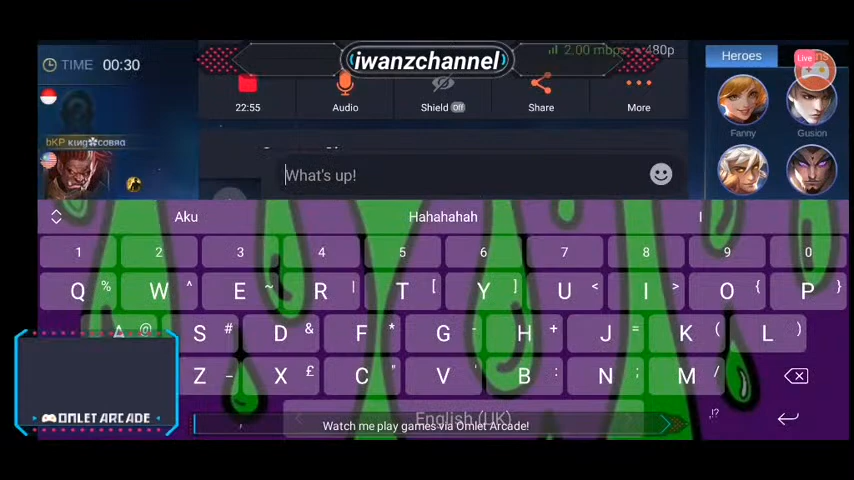 TIME 00:30
iwanzchannel
2.00 mbps 480p
Heroes
Live
22:55
Audio
Shield Off
Share
More
Fanny
Gusion
What's up!
Aku
Hahahahah
I
1 2 3 4 5 6 7 8 9 0
Q % W ^ E ~ R | T [ Y ] U < I > O { P }
A @ S # D & F * G - H + J = K ( L )
Z _ X £ C " V ' B : N ; M /
English (UK)
, .!?
OMLET ARCADE
Watch me play games via Omlet Arcade!